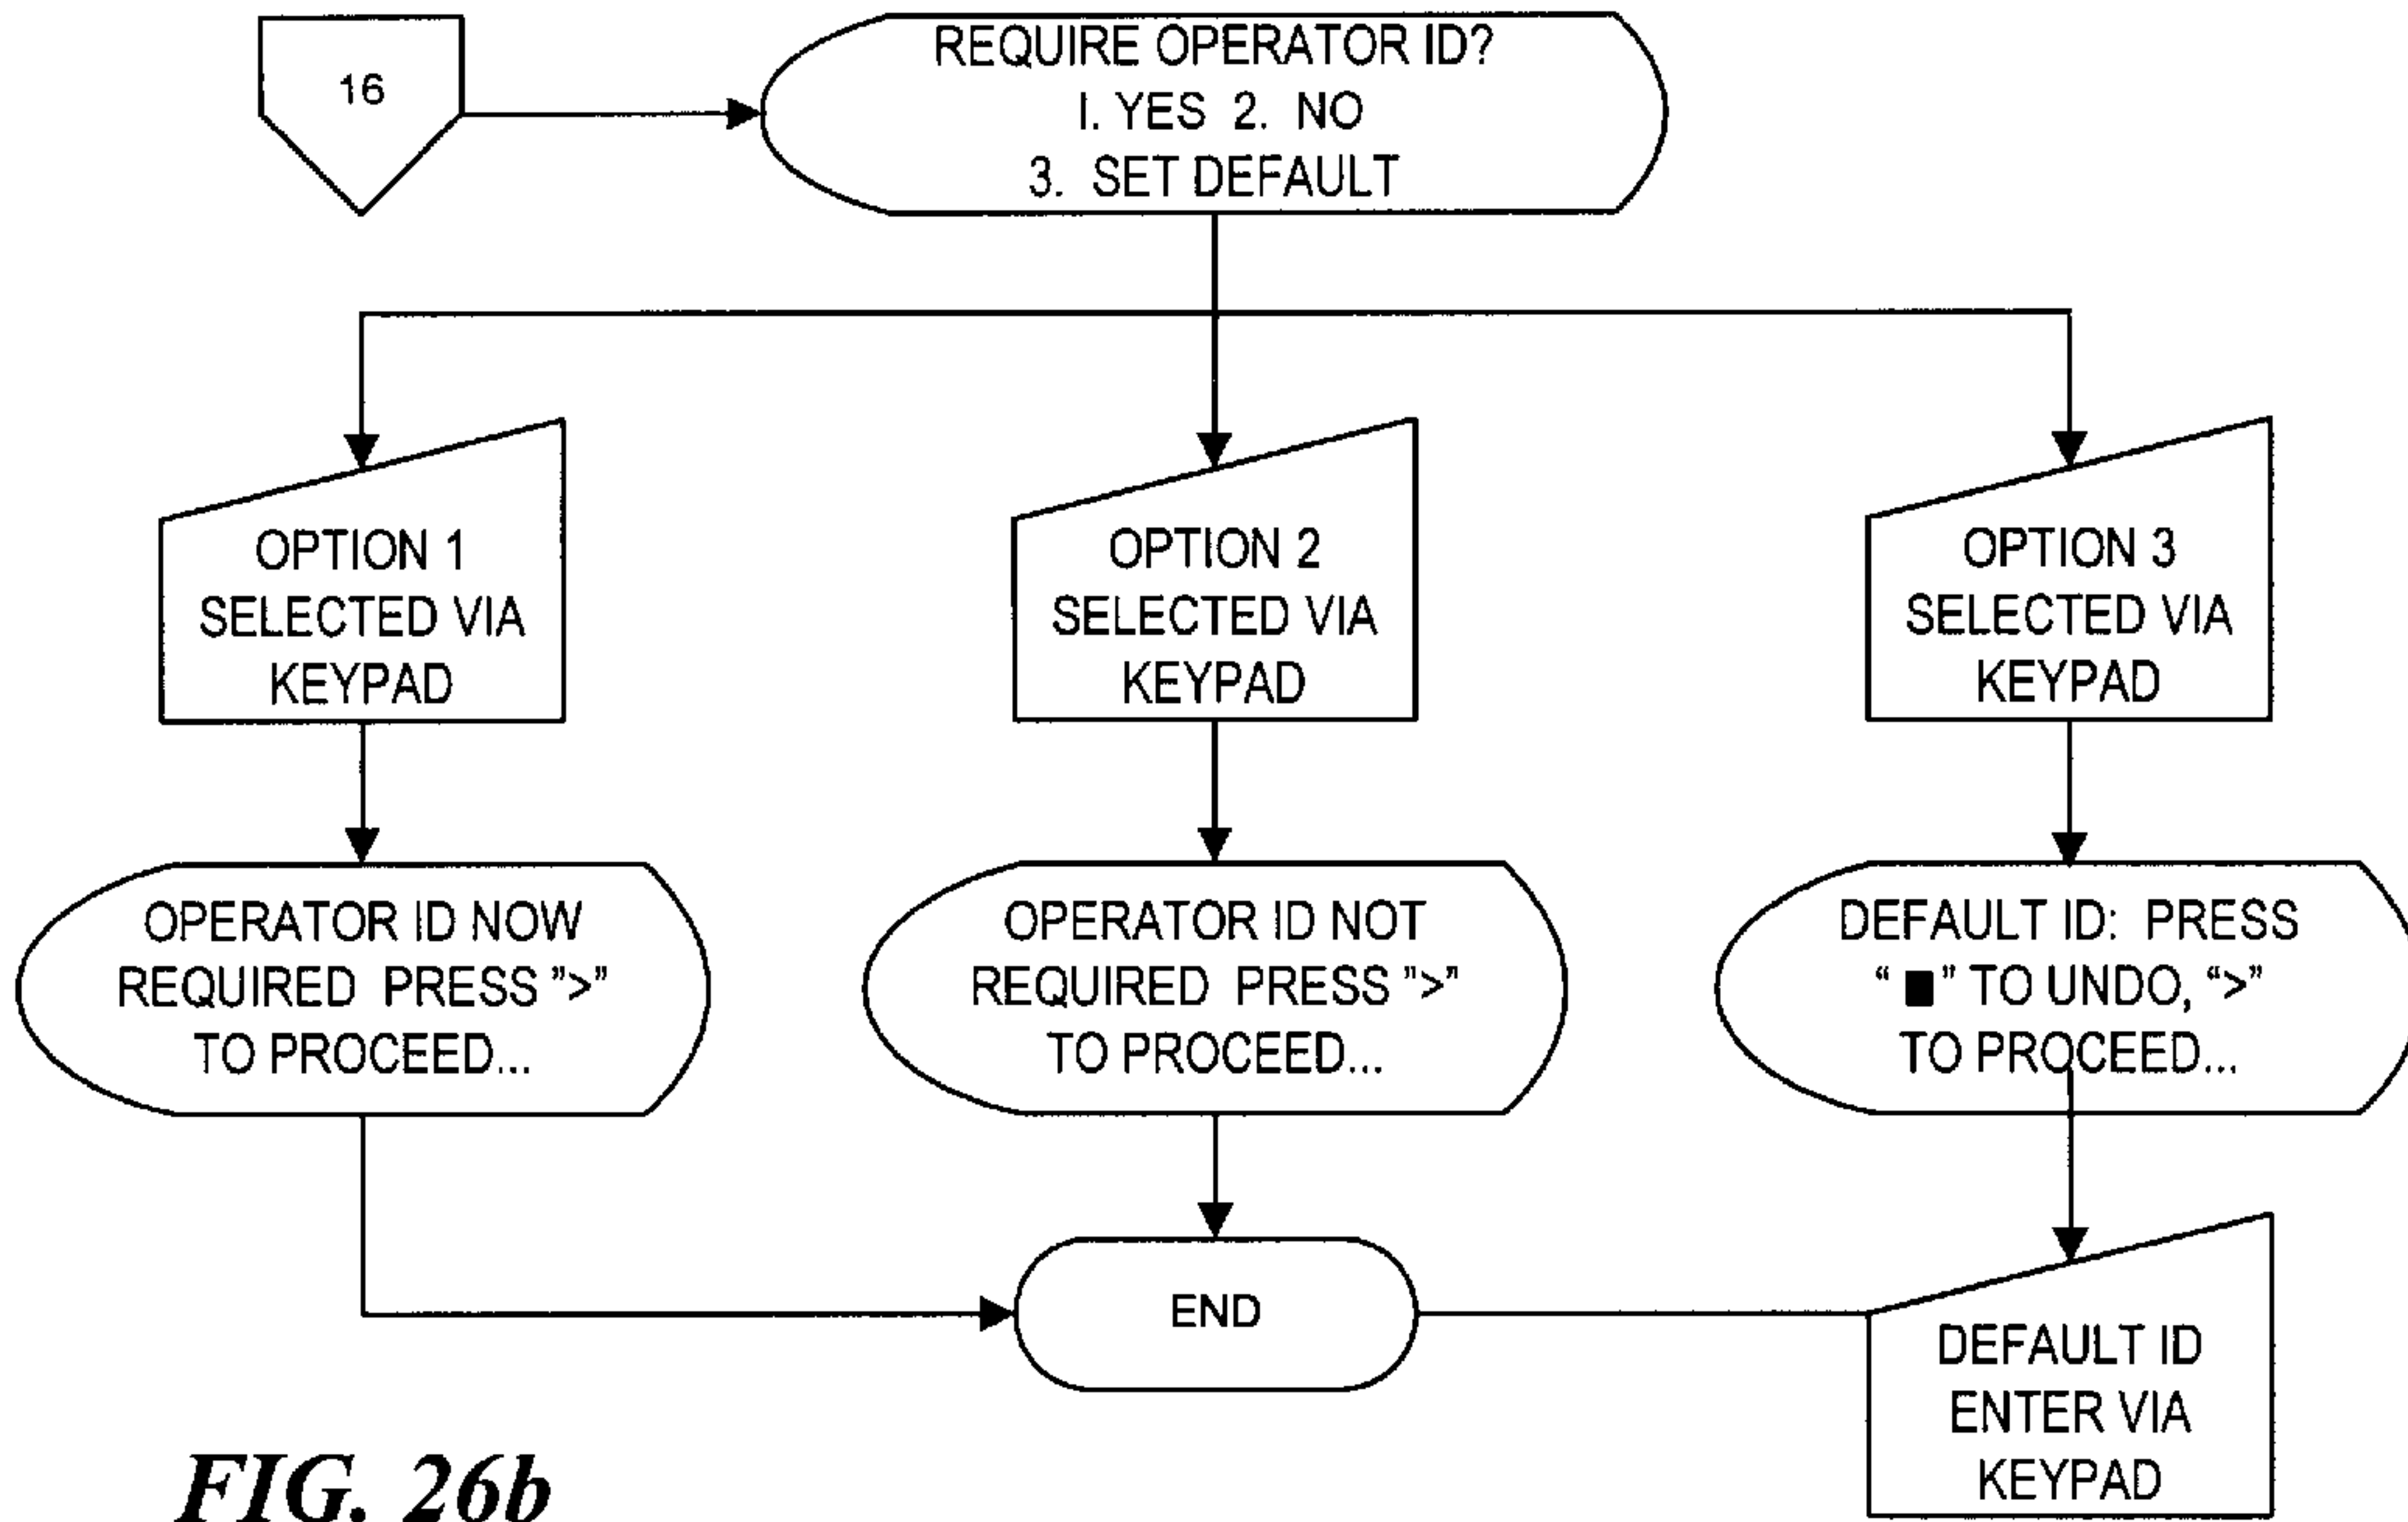 16
REQUIRE OPERATOR ID?
I. YES 2. NO
3. SET DEFAULT
OPTION 1
SELECTED VIA
KEYPAD
OPTION 2
SELECTED VIA
KEYPAD
OPTION 3
SELECTED VIA
KEYPAD
OPERATOR ID NOW
REQUIRED PRESS ”>”
TO PROCEED...
OPERATOR ID NOT
REQUIRED PRESS ”>”
TO PROCEED...
DEFAULT ID: PRESS
“ ■” TO UNDO, “>”
TO PROCEED...
END
DEFAULT ID
ENTER VIA
KEYPAD
FIG. 26b